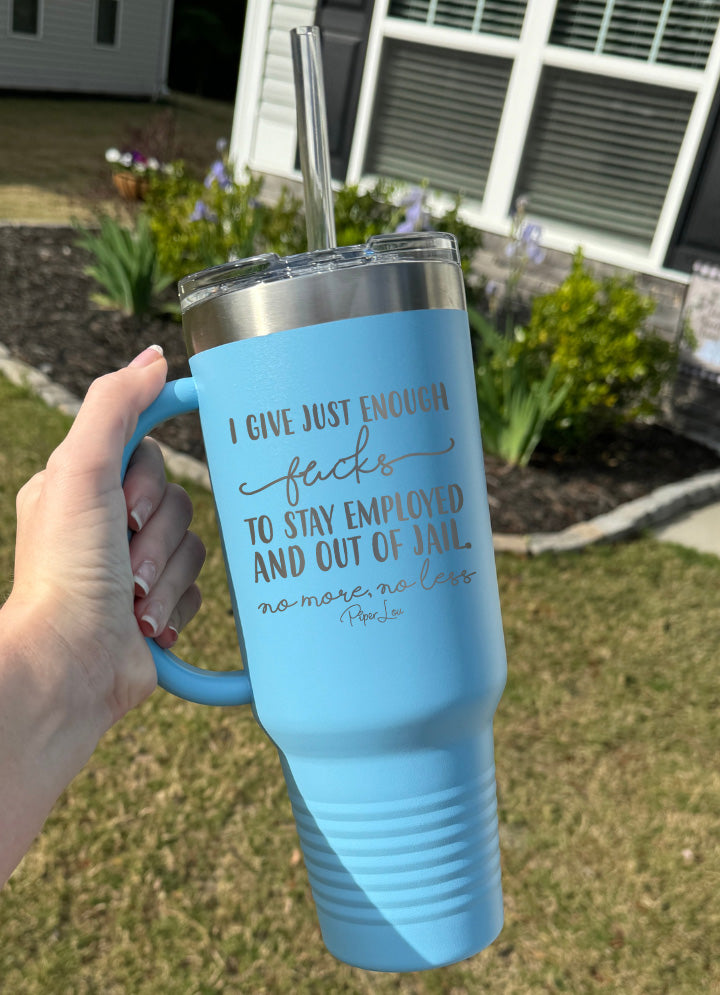 I GIVE JUST ENOUGH
fucks
TO STAY EMPLOYED
AND OUT OF JAIL.
no more, no less
Piper Lou